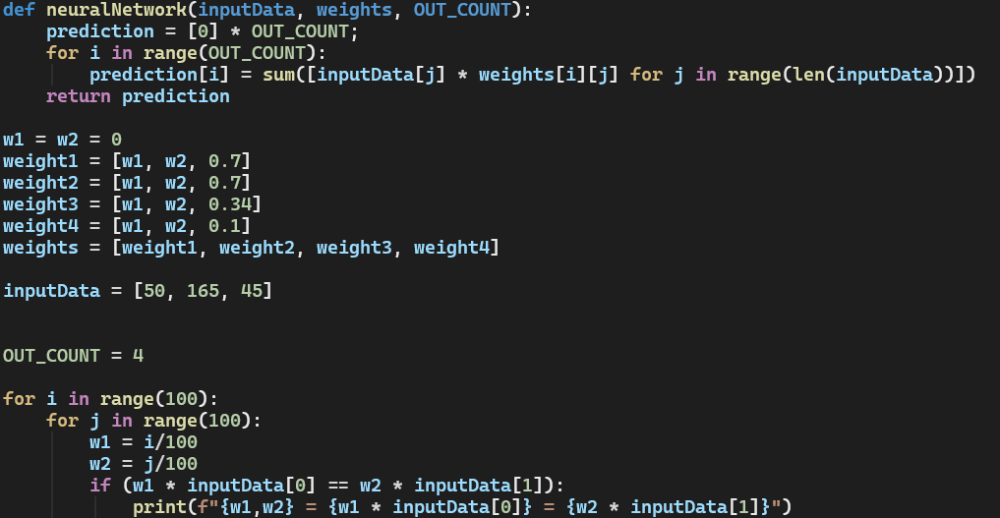 def neuralNetwork(inputData, weights, OUT_COUNT):
    prediction = [0] * OUT_COUNT;
    for i in range(OUT_COUNT):
        prediction[i] = sum([inputData[j] * weights[i][j] for j in range(len(inputData))])
    return prediction

w1 = w2 = 0
weight1 = [w1, w2, 0.7]
weight2 = [w1, w2, 0.7]
weight3 = [w1, w2, 0.34]
weight4 = [w1, w2, 0.1]
weights = [weight1, weight2, weight3, weight4]

inputData = [50, 165, 45]


OUT_COUNT = 4

for i in range(100):
    for j in range(100):
        w1 = i/100
        w2 = j/100
        if (w1 * inputData[0] == w2 * inputData[1]):
            print(f"{w1,w2} = {w1 * inputData[0]} = {w2 * inputData[1]}")